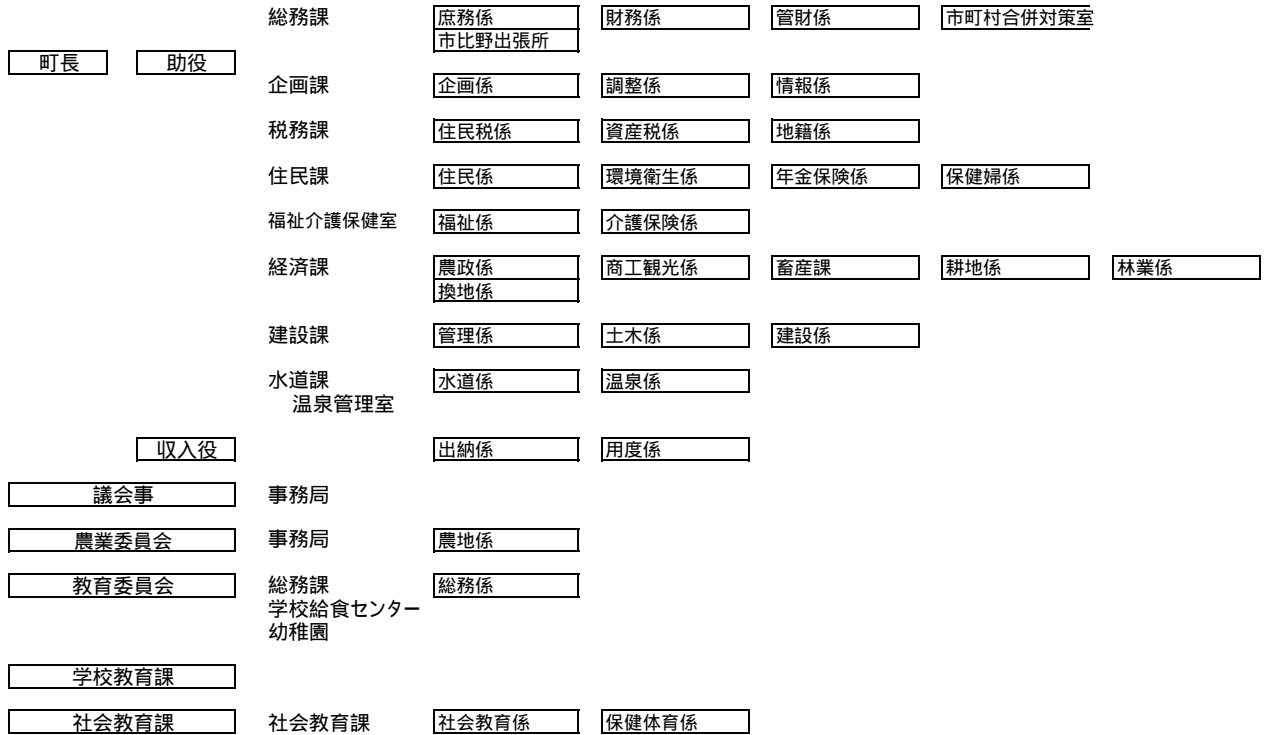 総務課 庶務係 財務係 管財係 市町村合併対策室
市比野出張所
町長 助役
企画課 企画係 調整係 情報係
税務課 住民税係 資産税係 地籍係
住民課 住民係 環境衛生係 年金保険係 保健婦係
福祉介護保健室 福祉係 介護保険係
経済課 農政係 商工観光係 畜産課 耕地係 林業係
換地係
建設課 管理係 土木係 建設係
水道課 水道係 温泉係
温泉管理室
収入役 出納係 用度係
議会事 事務局
農業委員会 事務局 農地係
教育委員会 総務課 総務係
学校給食センター
幼稚園
学校教育課
社会教育課 社会教育課 社会教育係 保健体育係